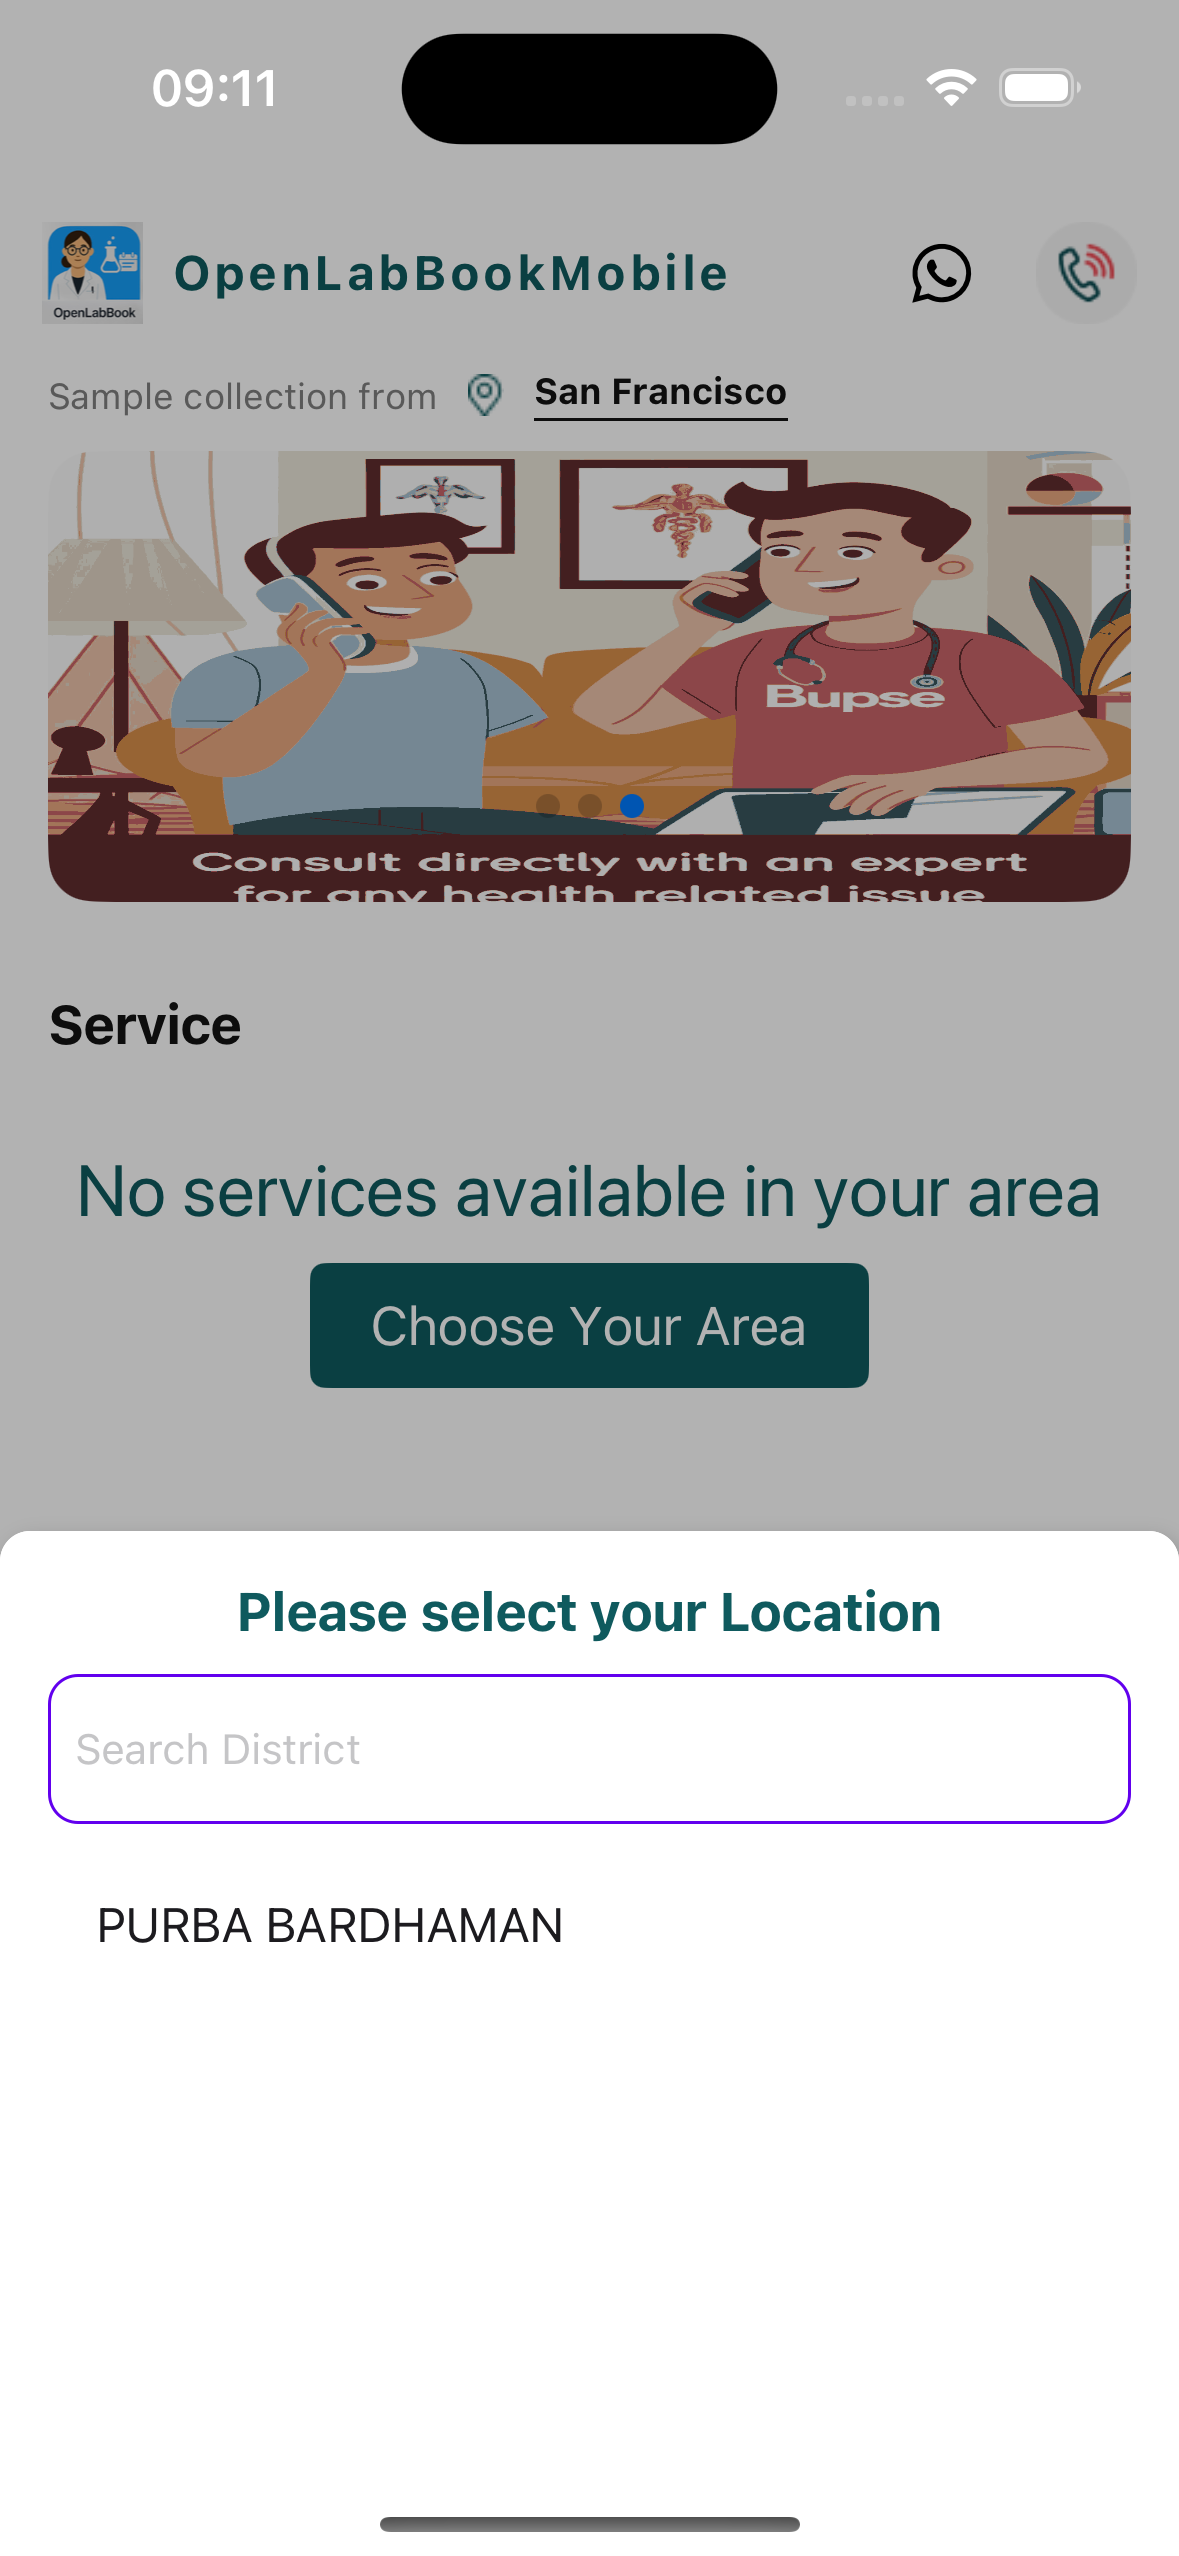 09:11
OpenLabBook
OpenLabBookMobile
Sample collection from San Francisco
Bupse
Consult directly with an expert
for any health related issue
Service
No services available in your area
Choose Your Area
Please select your Location
Search District
PURBA BARDHAMAN